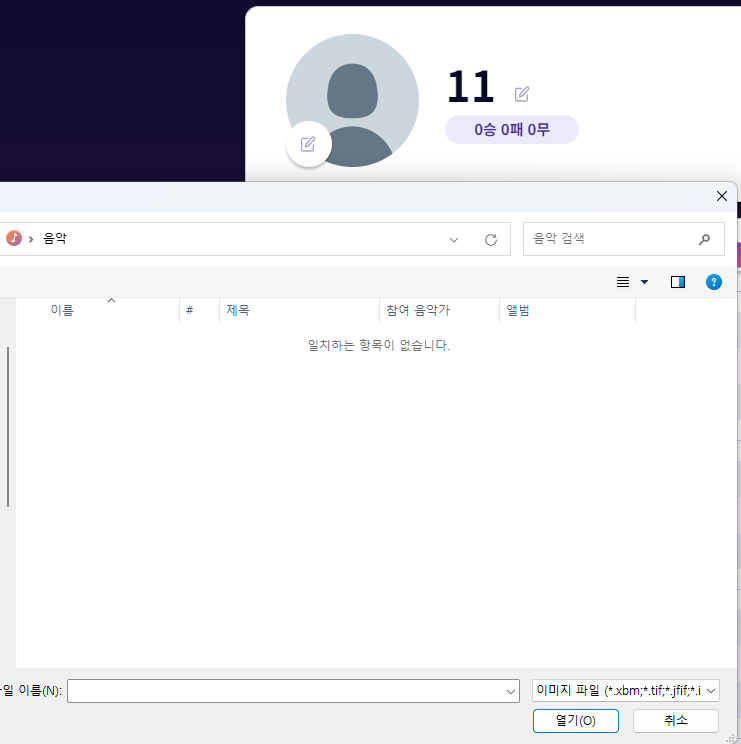 11
0승 0패 0무
음악
음악 검색
이름 # 제목 참여 음악가 앨범
일치하는 항목이 없습니다.
이름(N):
이미지 파일 (*.xbm;*.tif;*.jfif;*.i
열기(O) 취소